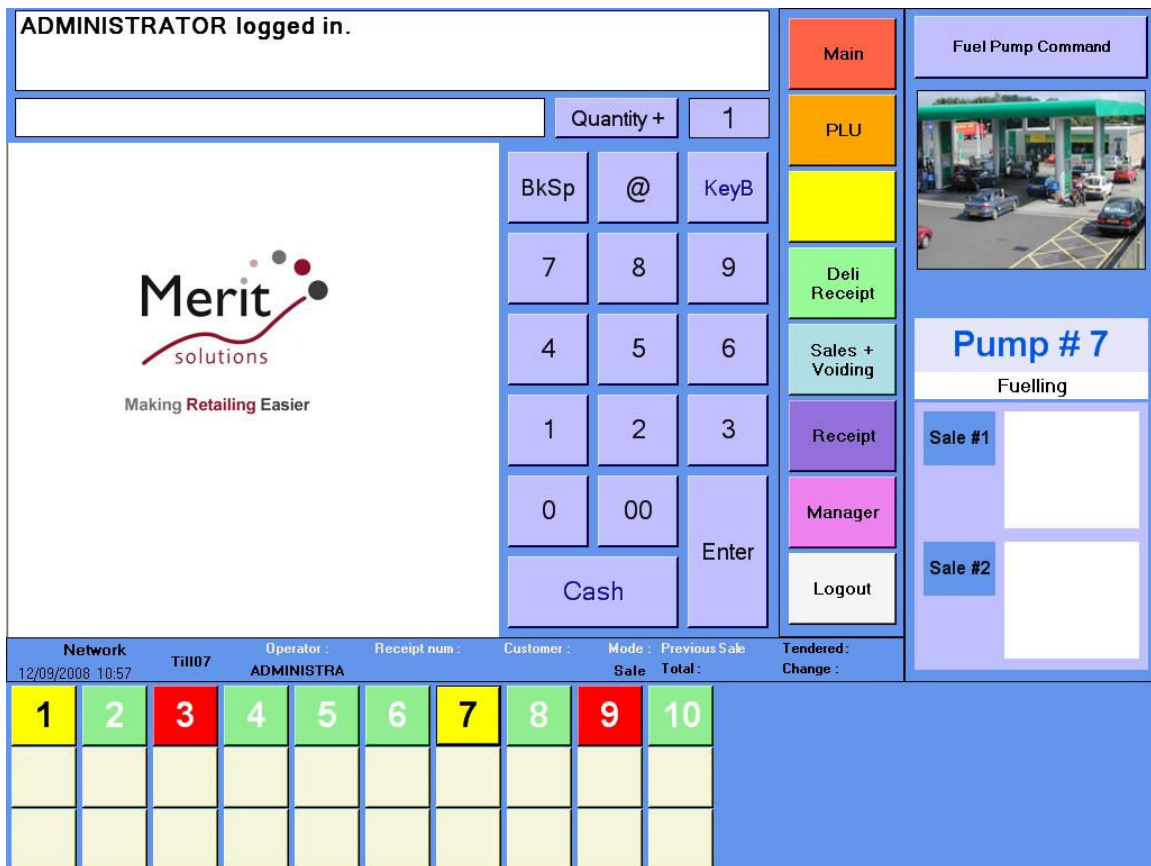 ADMINISTRATOR logged in.
Quantity +
1
Merit
solutions
Making Retailing Easier
BkSp
@
KeyB
7
8
9
4
5
6
1
2
3
0
00
Enter
Cash
Main
PLU
Deli
Receipt
Sales +
Voiding
Receipt
Manager
Logout
Fuel Pump Command
Pump # 7
Fuelling
Sale #1
Sale #2
Network
12/09/2008 10:57
Till07
Operator :
ADMINISTRA
Receipt num :
Customer :
Mode :
Sale
Previous Sale
Total :
Tendered :
Change :
1
2
3
4
5
6
7
8
9
10